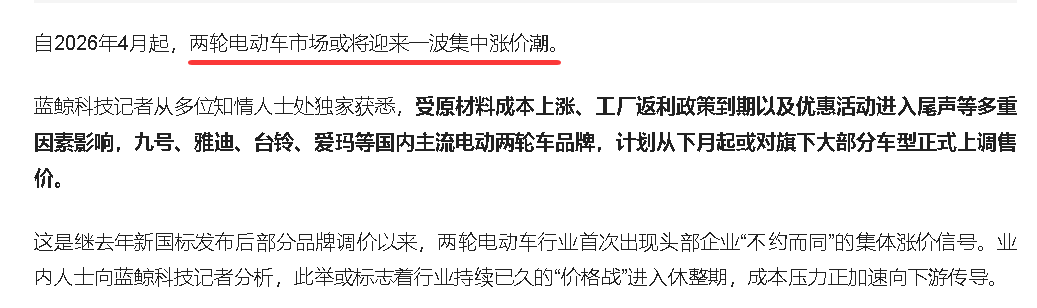 自2026年4月起，两轮电动车市场或将迎来一波集中涨价潮。
蓝鲸科技记者从多位知情人士处独家获悉，受原材料成本上涨、工厂返利政策到期以及优惠活动进入尾声等多重
因素影响，九号、雅迪、台铃、爱玛等国内主流电动两轮车品牌，计划从下月起或对旗下大部分车型正式上调售
价。
这是继去年新国标发布后部分品牌调价以来，两轮电动车行业首次出现头部企业“不约而同”的集体涨价信号。业
内人士向蓝鲸科技记者分析，此举或标志着行业持续已久的“价格战”进入休整期，成本压力正加速向下游传导。